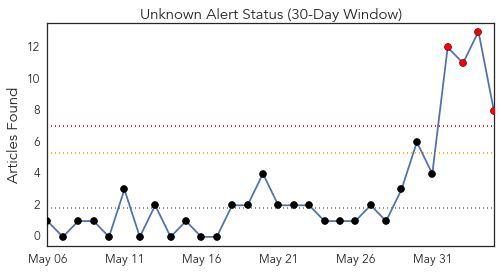 Unknown Alert Status (30-Day Window)
Articles Found
12
10
8
6
4
2
0
May 06
May 11
May 16
May 21
May 26
May 31